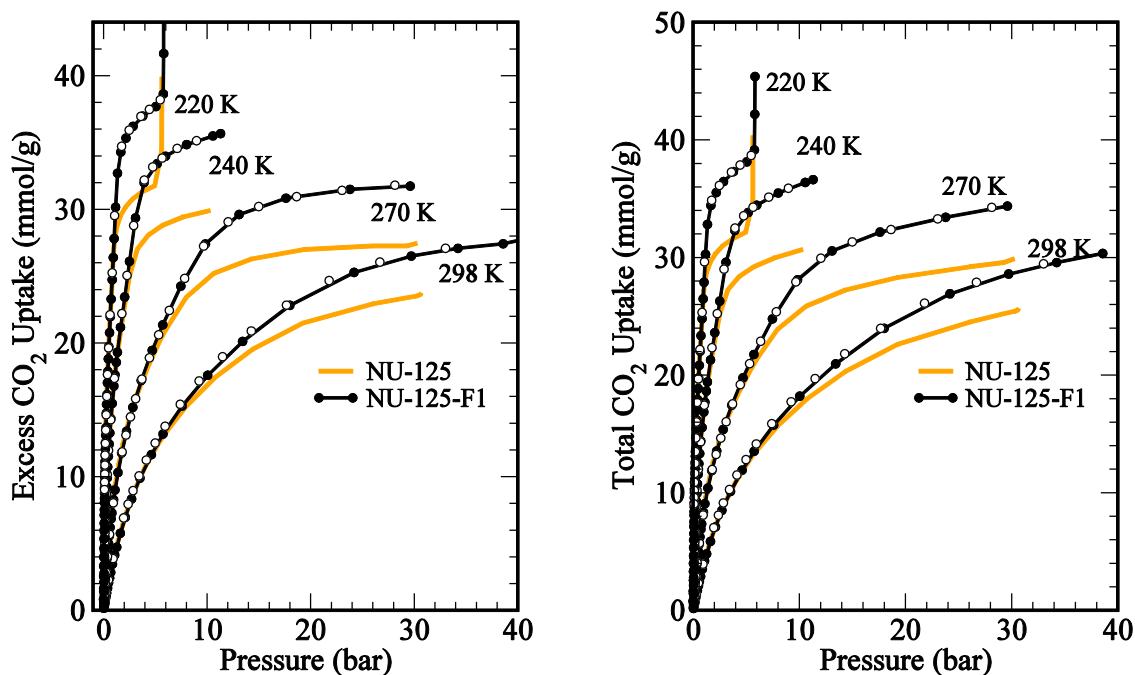 Excess CO2 Uptake (mmol/g)
40
30
20
10
0
220 K
240 K
270 K
298 K
NU-125
NU-125-F1
0 10 20 30 40
Pressure (bar)
Total CO2 Uptake (mmol/g)
50
40
30
20
10
0
220 K
240 K
270 K
298 K
NU-125
NU-125-F1
0 10 20 30 40
Pressure (bar)